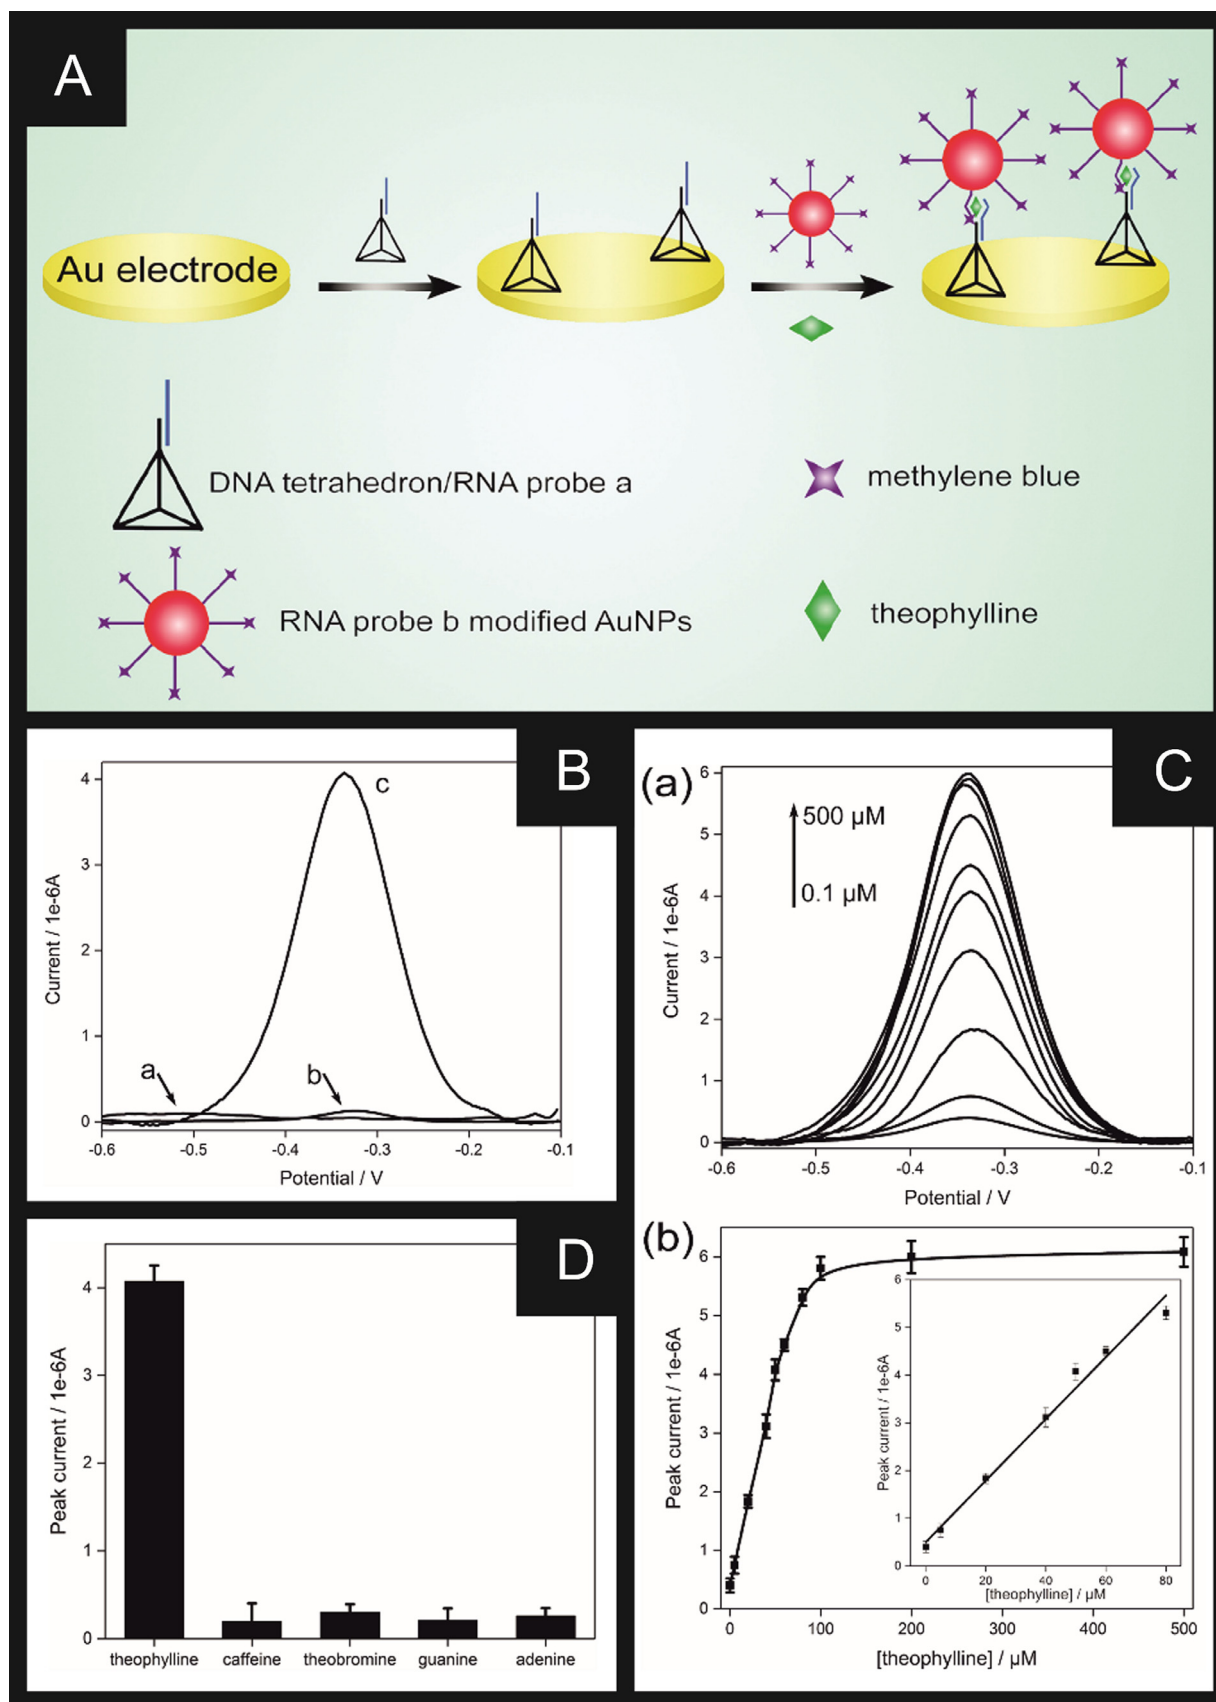 A
Au electrode
DNA tetrahedron/RNA probe a
methylene blue
RNA probe b modified AuNPs
theophylline
B
c
a
b
4
3
2
1
0
-0.6
-0.5
-0.4
-0.3
-0.2
-0.1
Current / 1e-6A
Potential / V
C
(a)
500 µM
0.1 µM
6
5
4
3
2
1
0
-0.6
-0.5
-0.4
-0.3
-0.2
-0.1
Current / 1e-6A
Potential / V
D
4
3
2
1
0
Peak current / 1e-6A
theophylline
caffeine
theobromine
guanine
adenine
(b)
6
5
4
3
2
1
0
0
100
200
300
400
500
Peak current / 1e-6A
[theophylline] / µM
6
5
4
3
2
1
0
0
20
40
60
80
Peak current / 1e-6A
[theophylline] / µM